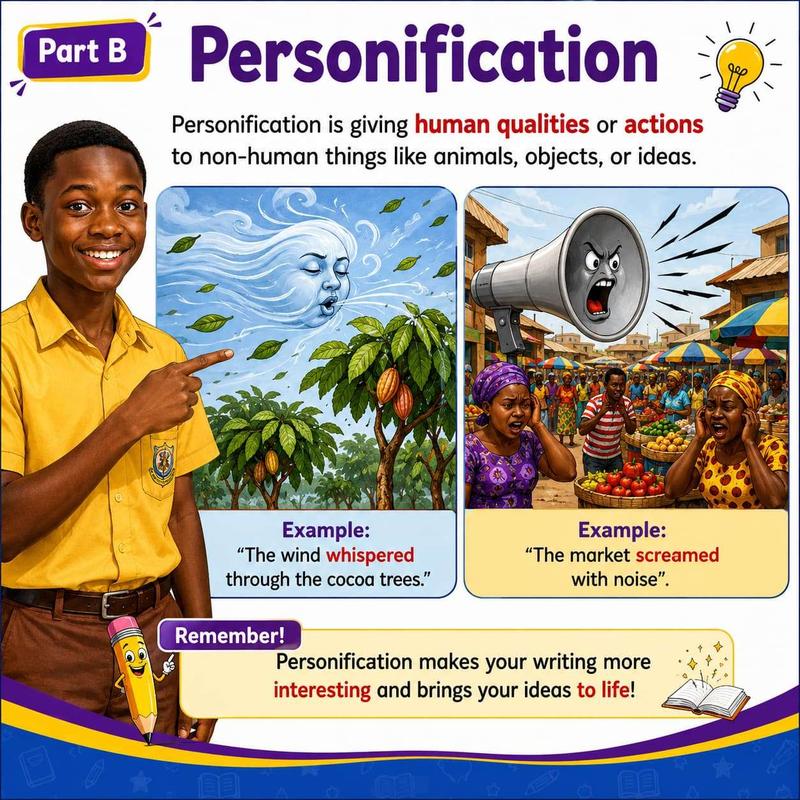 Part B
Personification
Personification is giving human qualities or actions
to non-human things like animals, objects, or ideas.
Example:
“The wind whispered
through the cocoa trees.”
Example:
“The market screamed
with noise”.
Remember!
Personification makes your writing more
interesting and brings your ideas to life!